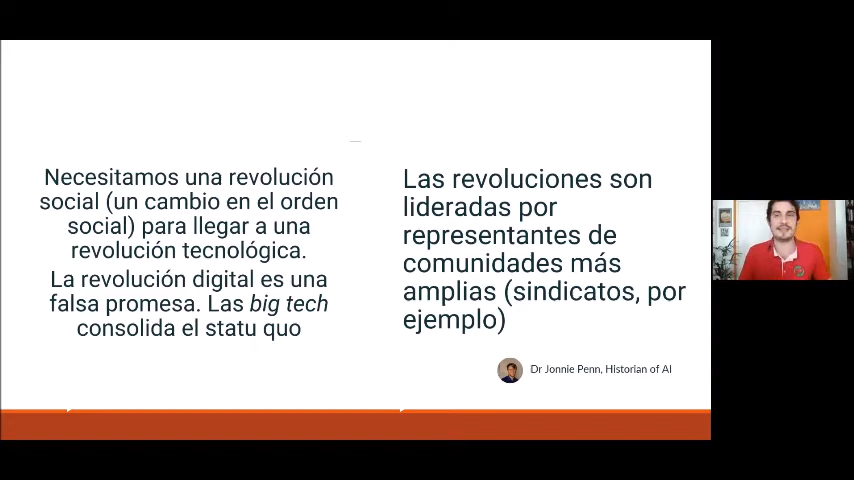 Necesitamos una revolución
social (un cambio en el orden
social) para llegar a una
revolución tecnológica.
La revolución digital es una
falsa promesa. Las big tech
consolida el statu quo
Las revoluciones son
lideradas por
representantes de
comunidades más
amplias (sindicatos, por
ejemplo)
Dr Jonnie Penn, Historian of AI